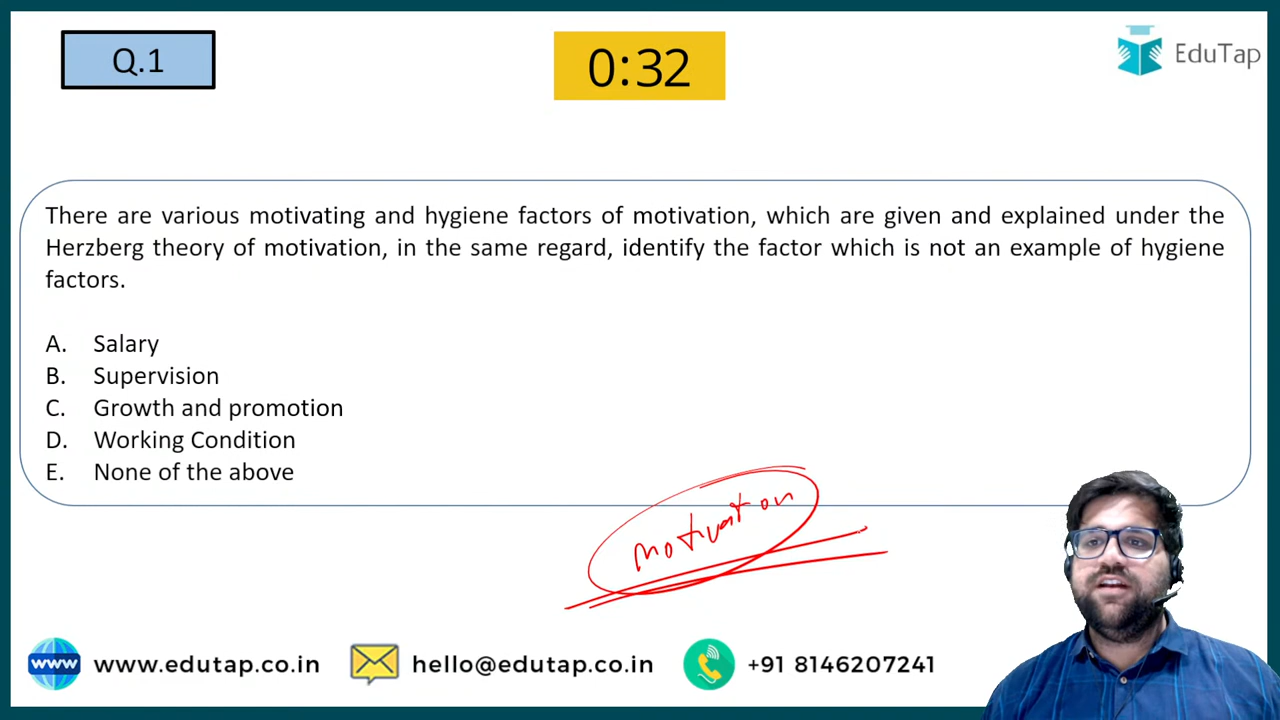 Q.1
0:32
EduTap
There are various motivating and hygiene factors of motivation, which are given and explained under the
Herzberg theory of motivation, in the same regard, identify the factor which is not an example of hygiene
factors.
A. Salary
B. Supervision
C. Growth and promotion
D. Working Condition
E. None of the above
motivation
www www.edutap.co.in hello@edutap.co.in +91 8146207241